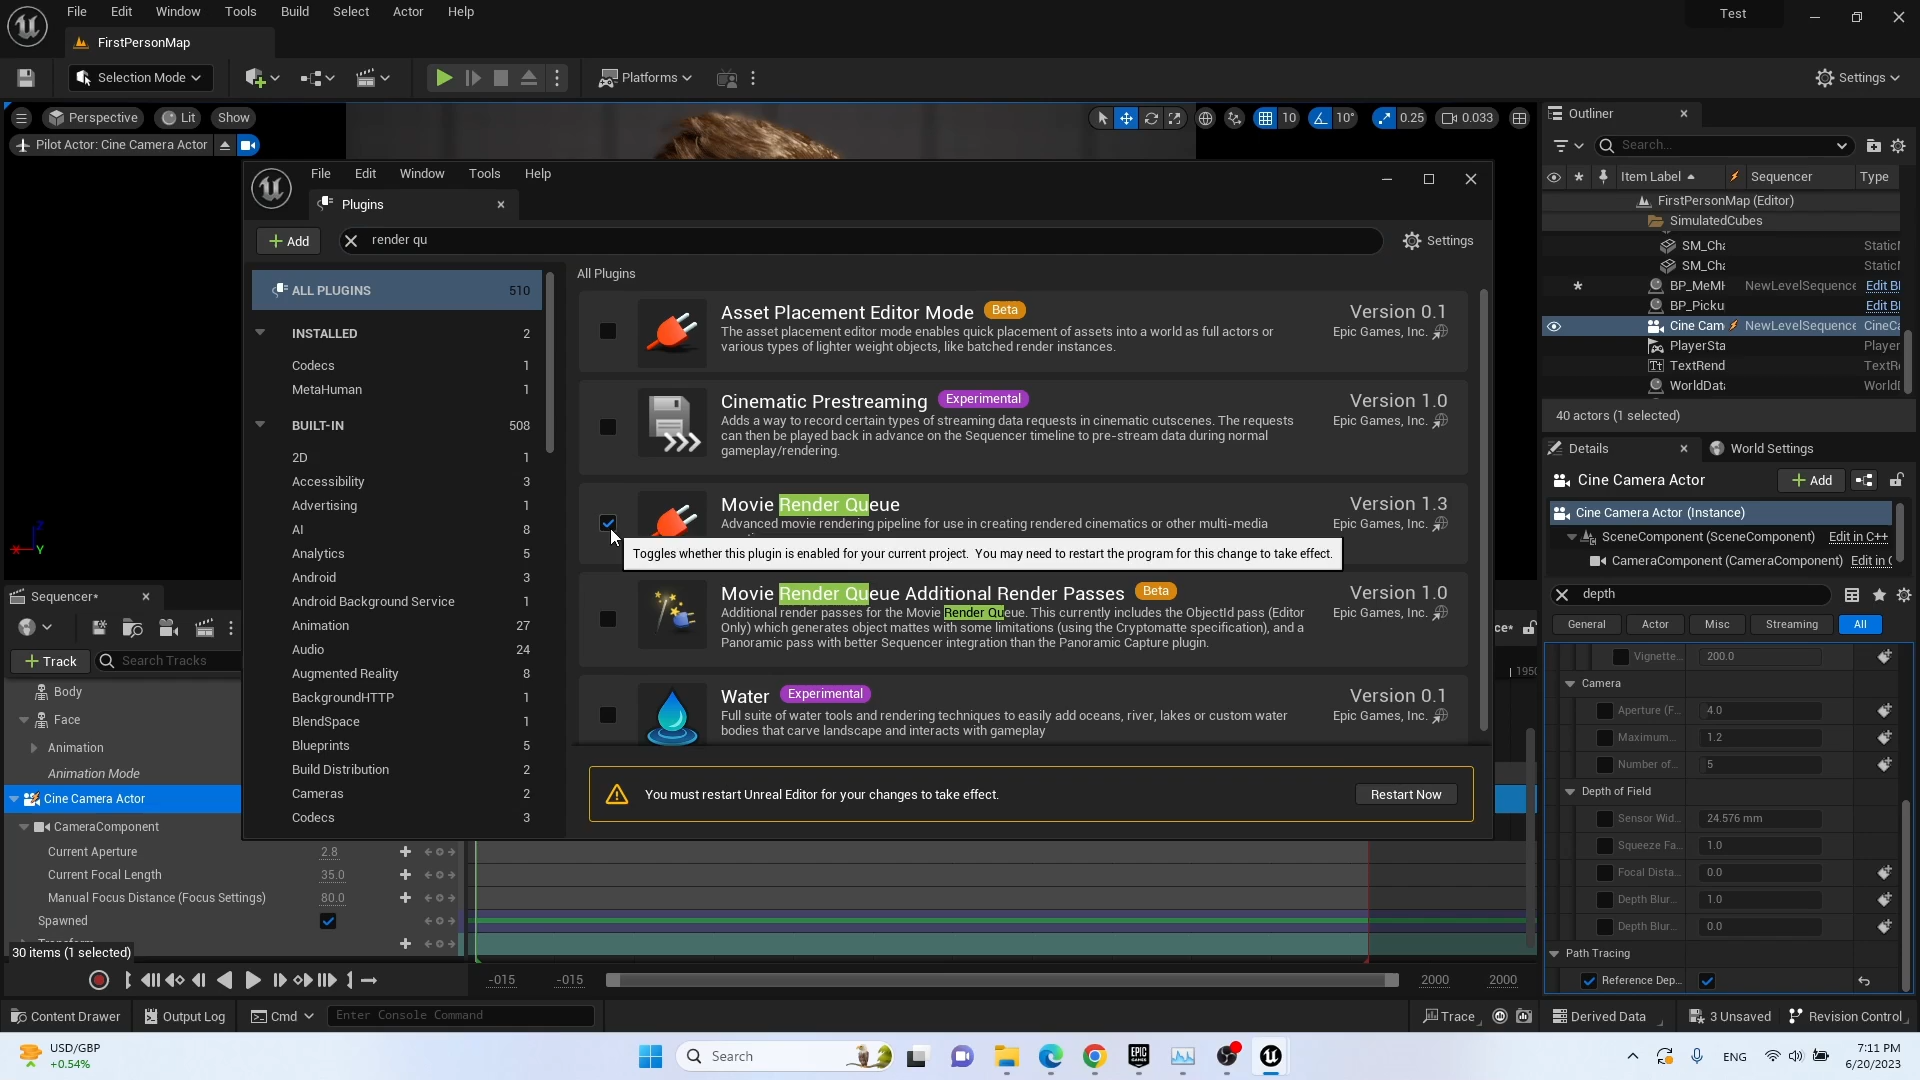 File Edit Window Tools Build Select Actor Help
Test
FirstPersonMap
Selection Mode
Platforms
Settings
Perspective Lit Show
10 10° 0.25 0.033
Pilot Actor: Cine Camera Actor
Outliner
Search...
Item Label Sequencer Type
FirstPersonMap (Editor)
SimulatedCubes
SM_Cha
SM_Cha
BP_MeMH NewLevelSequence Edit Bl
BP_Picku Edit Bl
Cine Cam NewLevelSequence CineCa
PlayerSta Player
TextRend TextRe
WorldData
40 actors (1 selected)
File Edit Window Tools Help
Plugins
Add
render qu
Settings
ALL PLUGINS 510
INSTALLED 2
Codecs 1
MetaHuman 1
BUILT-IN 508
2D 1
Accessibility 3
Advertising 1
AI 8
Analytics 5
Android 3
Android Background Service 1
Animation 27
Audio 24
Augmented Reality 8
BackgroundHTTP 1
BlendSpace 1
Blueprints 5
Build Distribution 2
Cameras 2
Codecs 3
All Plugins
Asset Placement Editor Mode Beta Version 0.1
The asset placement editor mode enables quick placement of assets into a world as full actors or Epic Games, Inc.
various types of lighter weight objects, like batched render instances.
Cinematic Prestreaming Experimental Version 1.0
Adds a way to record certain types of streaming data requests in cinematic cutscenes. The requests Epic Games, Inc.
can then be played back in advance on the Sequencer timeline to pre-stream data during normal
gameplay/rendering.
Movie Render Queue Version 1.3
Advanced movie rendering pipeline for use in creating rendered cinematics or other multi-media Epic Games, Inc.
Toggles whether this plugin is enabled for your current project. You may need to restart the program for this change to take effect.
Movie Render Queue Additional Render Passes Beta Version 1.0
Additional render passes for the Movie Render Queue. This currently includes the ObjectId pass (Editor Epic Games, Inc.
Only) which generates object mattes with some limitations (using the Cryptomatte specification), and a
Panoramic pass with better Sequencer integration than the Panoramic Capture plugin.
Water Experimental Version 0.1
Full suite of water tools and rendering techniques to easily add oceans, river, lakes or custom water Epic Games, Inc.
bodies that carve landscape and interacts with gameplay
You must restart Unreal Editor for your changes to take effect. Restart Now
Details World Settings
Cine Camera Actor Add
Cine Camera Actor (Instance)
SceneComponent (SceneComponent) Edit in C++
CameraComponent (CameraComponent) Edit in (
depth
General Actor Misc Streaming All
Vignette... 200.0
Camera
Aperture (F... 4.0
Maximum... 1.2
Number of... 5
Depth of Field
Sensor Wid... 24.576 mm
Squeeze Fa... 1.0
Focal Dista... 0.0
Depth Blur... 1.0
Depth Blur... 0.0
Path Tracing
Reference Dep...
Sequencer*
Track
Search Tracks
Body
Face
Animation
Animation Mode
Cine Camera Actor
CameraComponent
Current Aperture 2.8
Current Focal Length 35.0
Manual Focus Distance (Focus Settings) 80.0
Spawned
30 items (1 selected)
ce*
1950
-015 -015 2000 2000
Content Drawer Output Log Cmd Enter Console Command
Trace Derived Data 3 Unsaved Revision Control
USD/GBP
+0.54%
Search
EPIC
GAMES
ENG
7:11 PM
6/20/2023